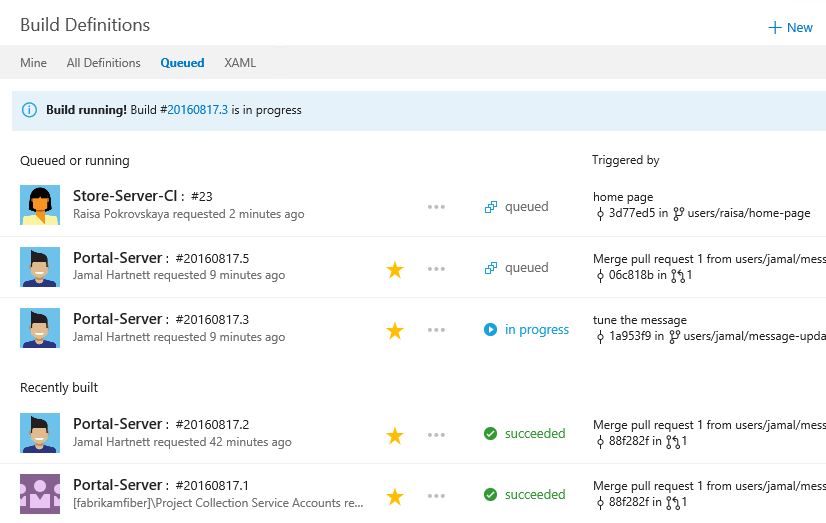 Build Definitions
New
Mine All Definitions Queued XAML
Build running! Build #20160817.3 is in progress
Queued or running Triggered by
Store-Server-CI : #23
Raisa Pokrovskaya requested 2 minutes ago
queued
home page
3d77ed5 in users/raisa/home-page
Portal-Server : #20160817.5
Jamal Hartnett requested 9 minutes ago
queued
Merge pull request 1 from users/jamal/mess
06c818b in 1
Portal-Server : #20160817.3
Jamal Hartnett requested 9 minutes ago
in progress
tune the message
1a953f9 in users/jamal/message-upda
Recently built
Portal-Server : #20160817.2
Jamal Hartnett requested 42 minutes ago
succeeded
Merge pull request 1 from users/jamal/mess
88f282f in 1
Portal-Server : #20160817.1
[fabrikamfiber]\Project Collection Service Accounts re...
succeeded
Merge pull request 1 from users/jamal/mess
88f282f in 1